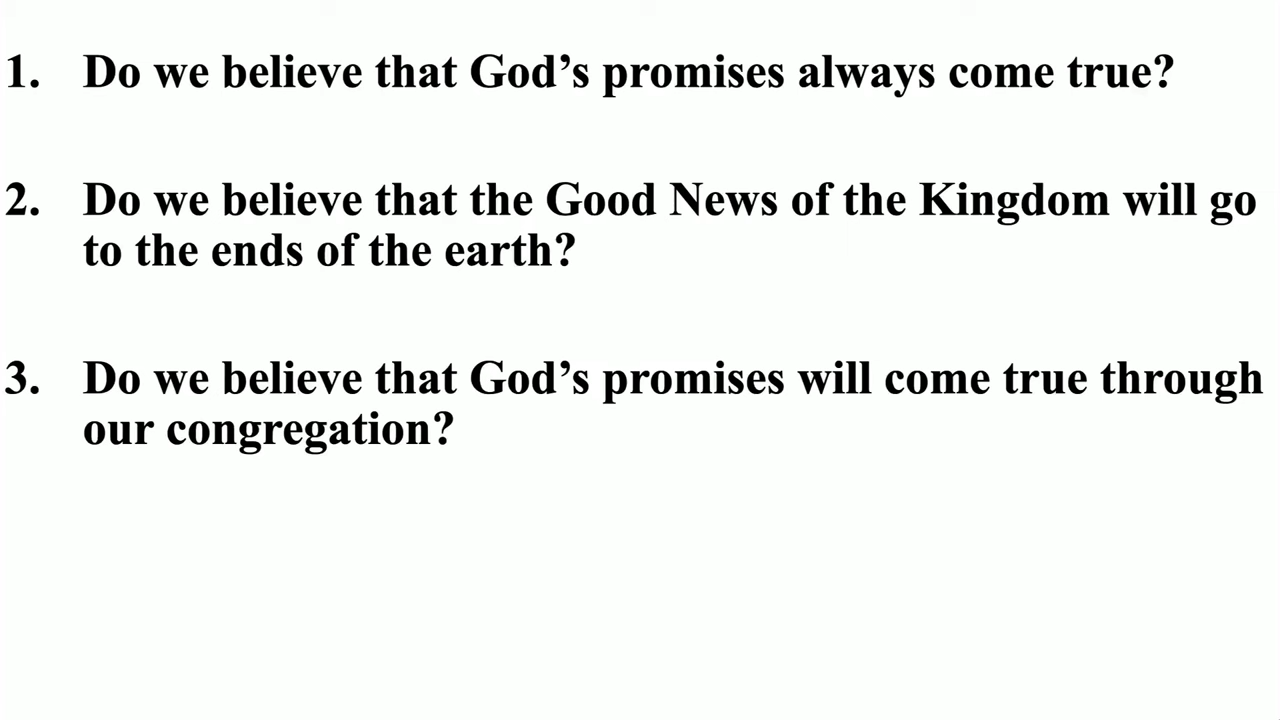 1. Do we believe that God’s promises always come true?
2. Do we believe that the Good News of the Kingdom will go
to the ends of the earth?
3. Do we believe that God’s promises will come true through
our congregation?